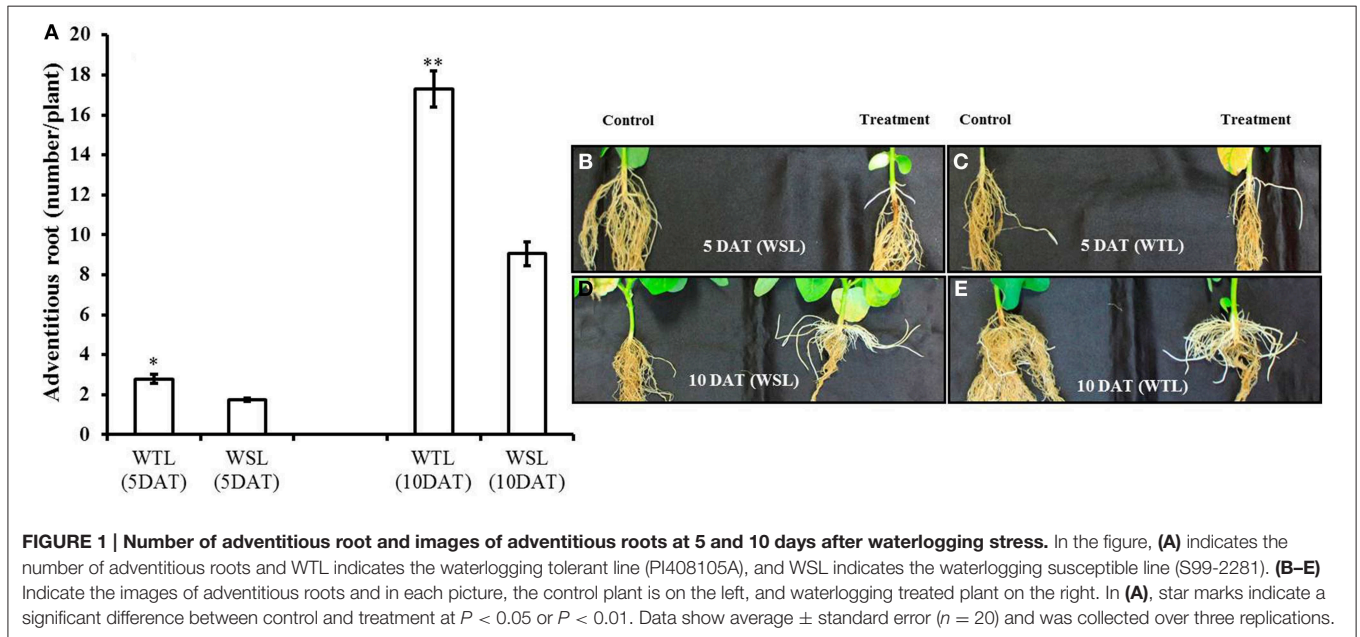 A
Adventitious root (number/plant)
20
18
16
14
12
10
8
6
4
2
0
*
**
WTL
(5DAT)
WSL
(5DAT)
WTL
(10DAT)
WSL
(10DAT)
Control
Treatment
Control
Treatment
B
5 DAT (WSL)
C
5 DAT (WTL)
D
10 DAT (WSL)
E
10 DAT (WTL)
FIGURE 1 | Number of adventitious root and images of adventitious roots at 5 and 10 days after waterlogging stress. In the figure, (A) indicates the
number of adventitious roots and WTL indicates the waterlogging tolerant line (PI408105A), and WSL indicates the waterlogging susceptible line (S99-2281). (B–E)
Indicate the images of adventitious roots and in each picture, the control plant is on the left, and waterlogging treated plant on the right. In (A), star marks indicate a
significant difference between control and treatment at P < 0.05 or P < 0.01. Data show average ± standard error (n = 20) and was collected over three replications.